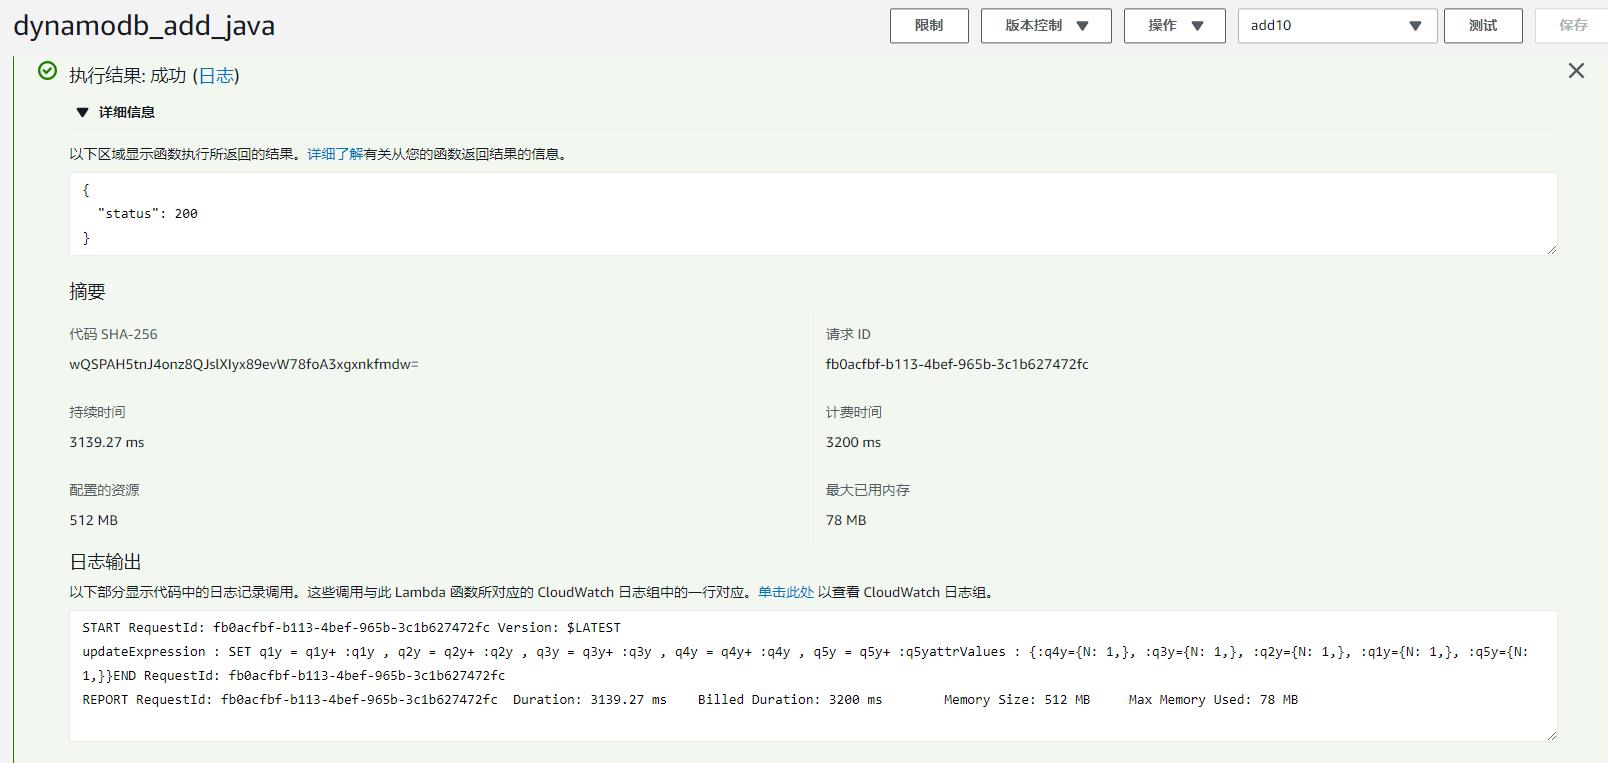 dynamodb_add_java
限制
版本控制
操作
add10
测试
保存
执行结果: 成功 (日志)
详细信息
以下区域显示函数执行所返回的结果。详细了解有关从您的函数返回结果的信息。
{
"status": 200
}
摘要
代码 SHA-256
请求 ID
wQSPAH5tnJ4onz8QJslXIyx89evW78foA3xgxnkfmdw=
fb0acfbf-b113-4bef-965b-3c1b627472fc
持续时间
计费时间
3139.27 ms
3200 ms
配置的资源
最大已用内存
512 MB
78 MB
日志输出
以下部分显示代码中的日志记录调用。这些调用与此 Lambda 函数所对应的 CloudWatch 日志组中的一行对应。单击此处 以查看 CloudWatch 日志组。
START RequestId: fb0acfbf-b113-4bef-965b-3c1b627472fc Version: $LATEST
updateExpression : SET q1y = q1y+ :q1y , q2y = q2y+ :q2y , q3y = q3y+ :q3y , q4y = q4y+ :q4y , q5y = q5y+ :q5yattrValues : {:q4y={N: 1,}, :q3y={N: 1,}, :q2y={N: 1,}, :q1y={N: 1,}, :q5y={N:
1,}}END RequestId: fb0acfbf-b113-4bef-965b-3c1b627472fc
REPORT RequestId: fb0acfbf-b113-4bef-965b-3c1b627472fc Duration: 3139.27 ms Billed Duration: 3200 ms Memory Size: 512 MB Max Memory Used: 78 MB